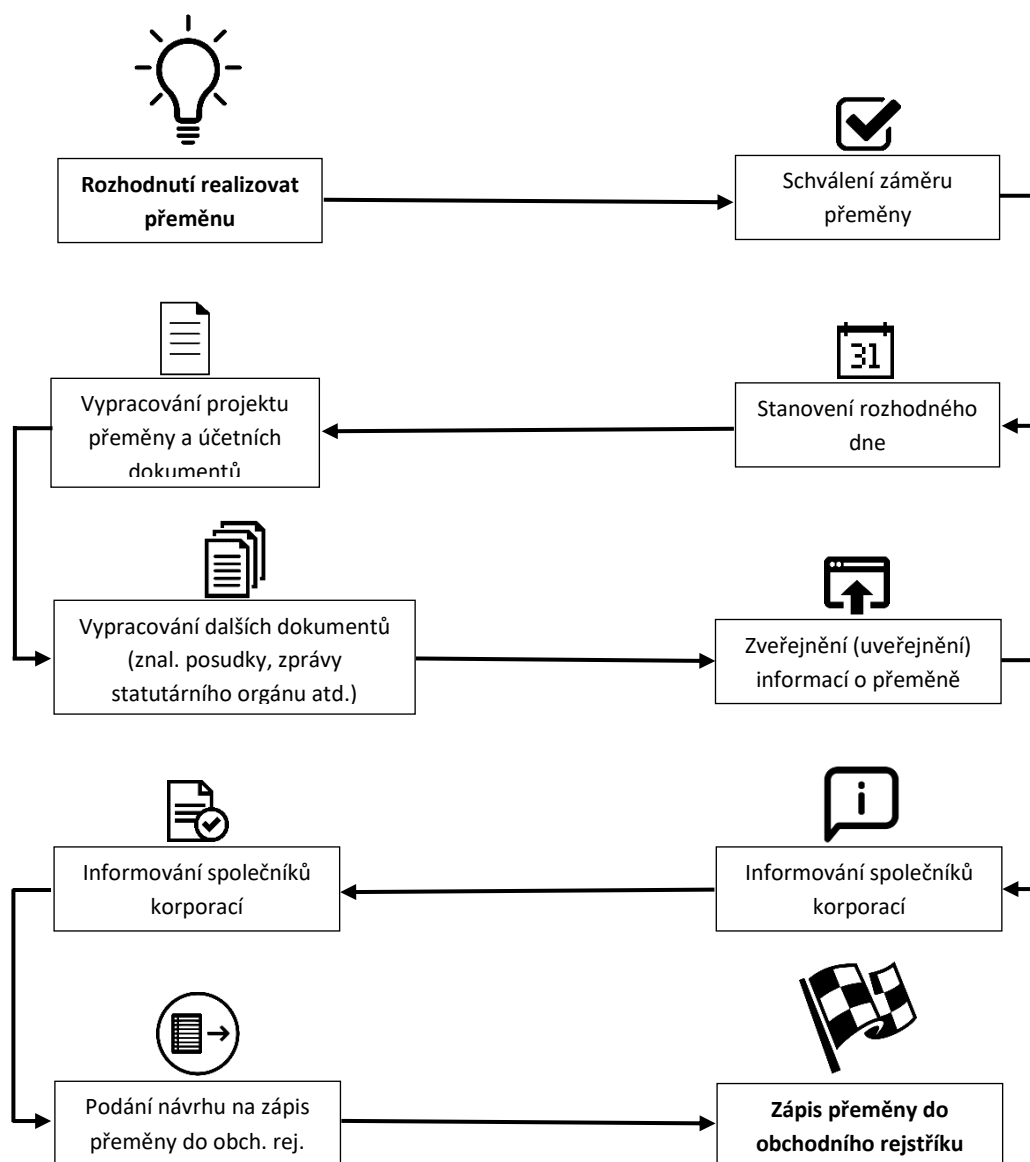 Rozhodnutí realizovat
přeměnu
Schválení záměru
přeměny
31
Stanovení rozhodného
dne
Vypracování projektu
přeměny a účetních
dokumentů
Vypracování dalších dokumentů
(znal. posudky, zprávy
statutárního orgánu atd.)
Zveřejnění (uveřejnění)
informací o přeměně
i
Informování společníků
korporací
Informování společníků
korporací
Podání návrhu na zápis
přeměny do obch. rej.
Zápis přeměny do
obchodního rejstříku